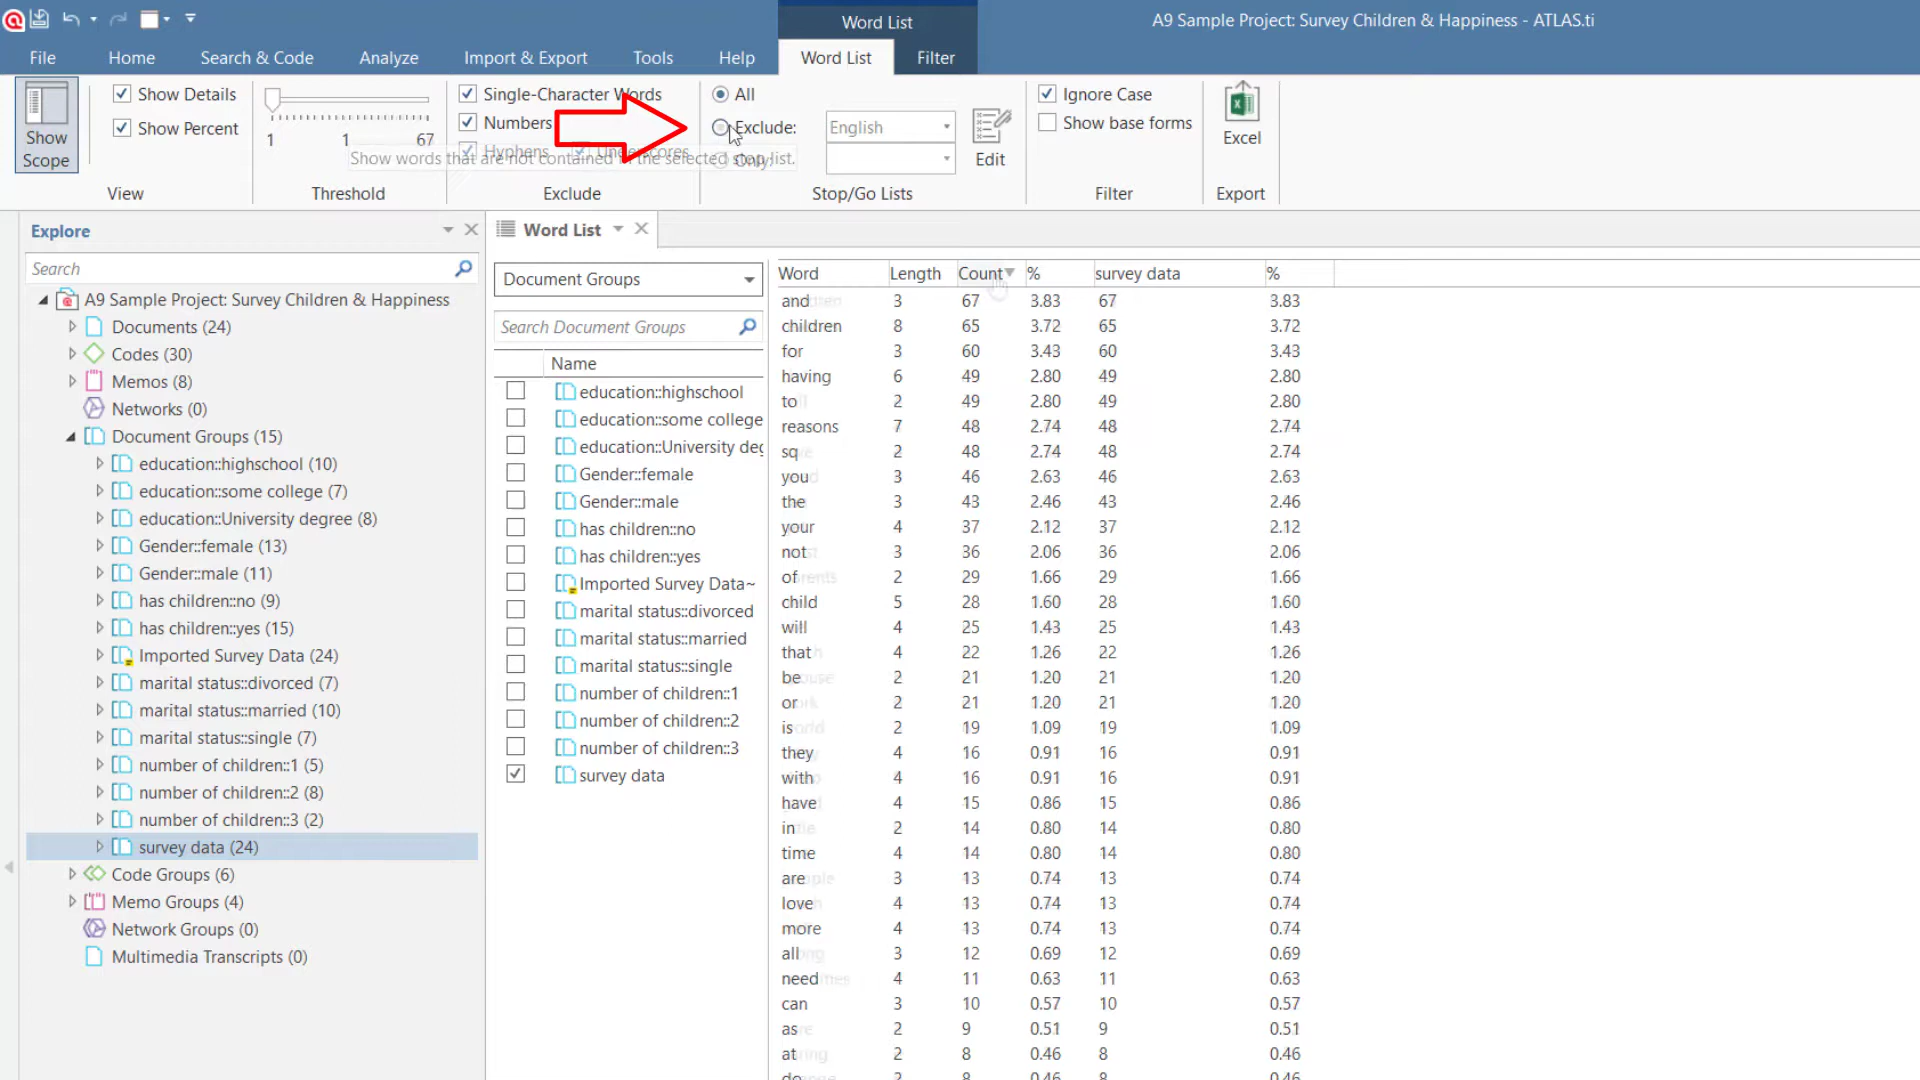 Word List
A9 Sample Project: Survey Children & Happiness - ATLAS.ti
File Home Search & Code Analyze Import & Export Tools Help Word List Filter
Show Scope
Show Details
Show Percent
View
1 1 67
Threshold
Single-Character Words
Numbers
Hyphens Underscores
Exclude
Show words that are not contained in the selected stop list.
All
Exclude: English
Only:
Edit
Stop/Go Lists
Ignore Case
Show base forms
Filter
Excel
Export
Explore
Search
A9 Sample Project: Survey Children & Happiness
Documents (24)
Codes (30)
Memos (8)
Networks (0)
Document Groups (15)
education::highschool (10)
education::some college (7)
education::University degree (8)
Gender::female (13)
Gender::male (11)
has children::no (9)
has children::yes (15)
Imported Survey Data (24)
marital status::divorced (7)
marital status::married (10)
marital status::single (7)
number of children::1 (5)
number of children::2 (8)
number of children::3 (2)
survey data (24)
Code Groups (6)
Memo Groups (4)
Network Groups (0)
Multimedia Transcripts (0)
Word List
Document Groups
Search Document Groups
Name
education::highschool
education::some college
education::University deg
Gender::female
Gender::male
has children::no
has children::yes
Imported Survey Data~
marital status::divorced
marital status::married
marital status::single
number of children::1
number of children::2
number of children::3
survey data
Word Length Count % survey data %
and 3 67 3.83 67 3.83
children 8 65 3.72 65 3.72
for 3 60 3.43 60 3.43
having 6 49 2.80 49 2.80
to 2 49 2.80 49 2.80
reasons 7 48 2.74 48 2.74
sq 2 48 2.74 48 2.74
you 3 46 2.63 46 2.63
the 3 43 2.46 43 2.46
your 4 37 2.12 37 2.12
not 3 36 2.06 36 2.06
of 2 29 1.66 29 1.66
child 5 28 1.60 28 1.60
will 4 25 1.43 25 1.43
that 4 22 1.26 22 1.26
be 2 21 1.20 21 1.20
or 2 21 1.20 21 1.20
is 2 19 1.09 19 1.09
they 4 16 0.91 16 0.91
with 4 16 0.91 16 0.91
have 4 15 0.86 15 0.86
in 2 14 0.80 14 0.80
time 4 14 0.80 14 0.80
are 3 13 0.74 13 0.74
love 4 13 0.74 13 0.74
more 4 13 0.74 13 0.74
all 3 12 0.69 12 0.69
need 4 11 0.63 11 0.63
can 3 10 0.57 10 0.57
as 2 9 0.51 9 0.51
at 2 8 0.46 8 0.46
do 2 8 0.46 8 0.46